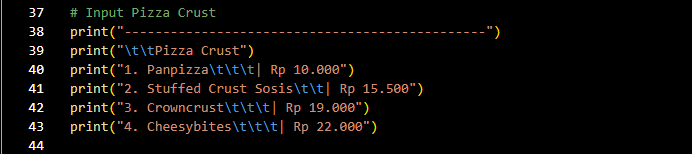 37 # Input Pizza Crust
38 print("-----------------------------------------------")
39 print("\t\tPizza Crust")
40 print("1. Panpizza\t\t\t| Rp 10.000")
41 print("2. Stuffed Crust Sosis\t\t| Rp 15.500")
42 print("3. Crowncrust\t\t\t| Rp 19.000")
43 print("4. Cheesybites\t\t\t| Rp 22.000")
44